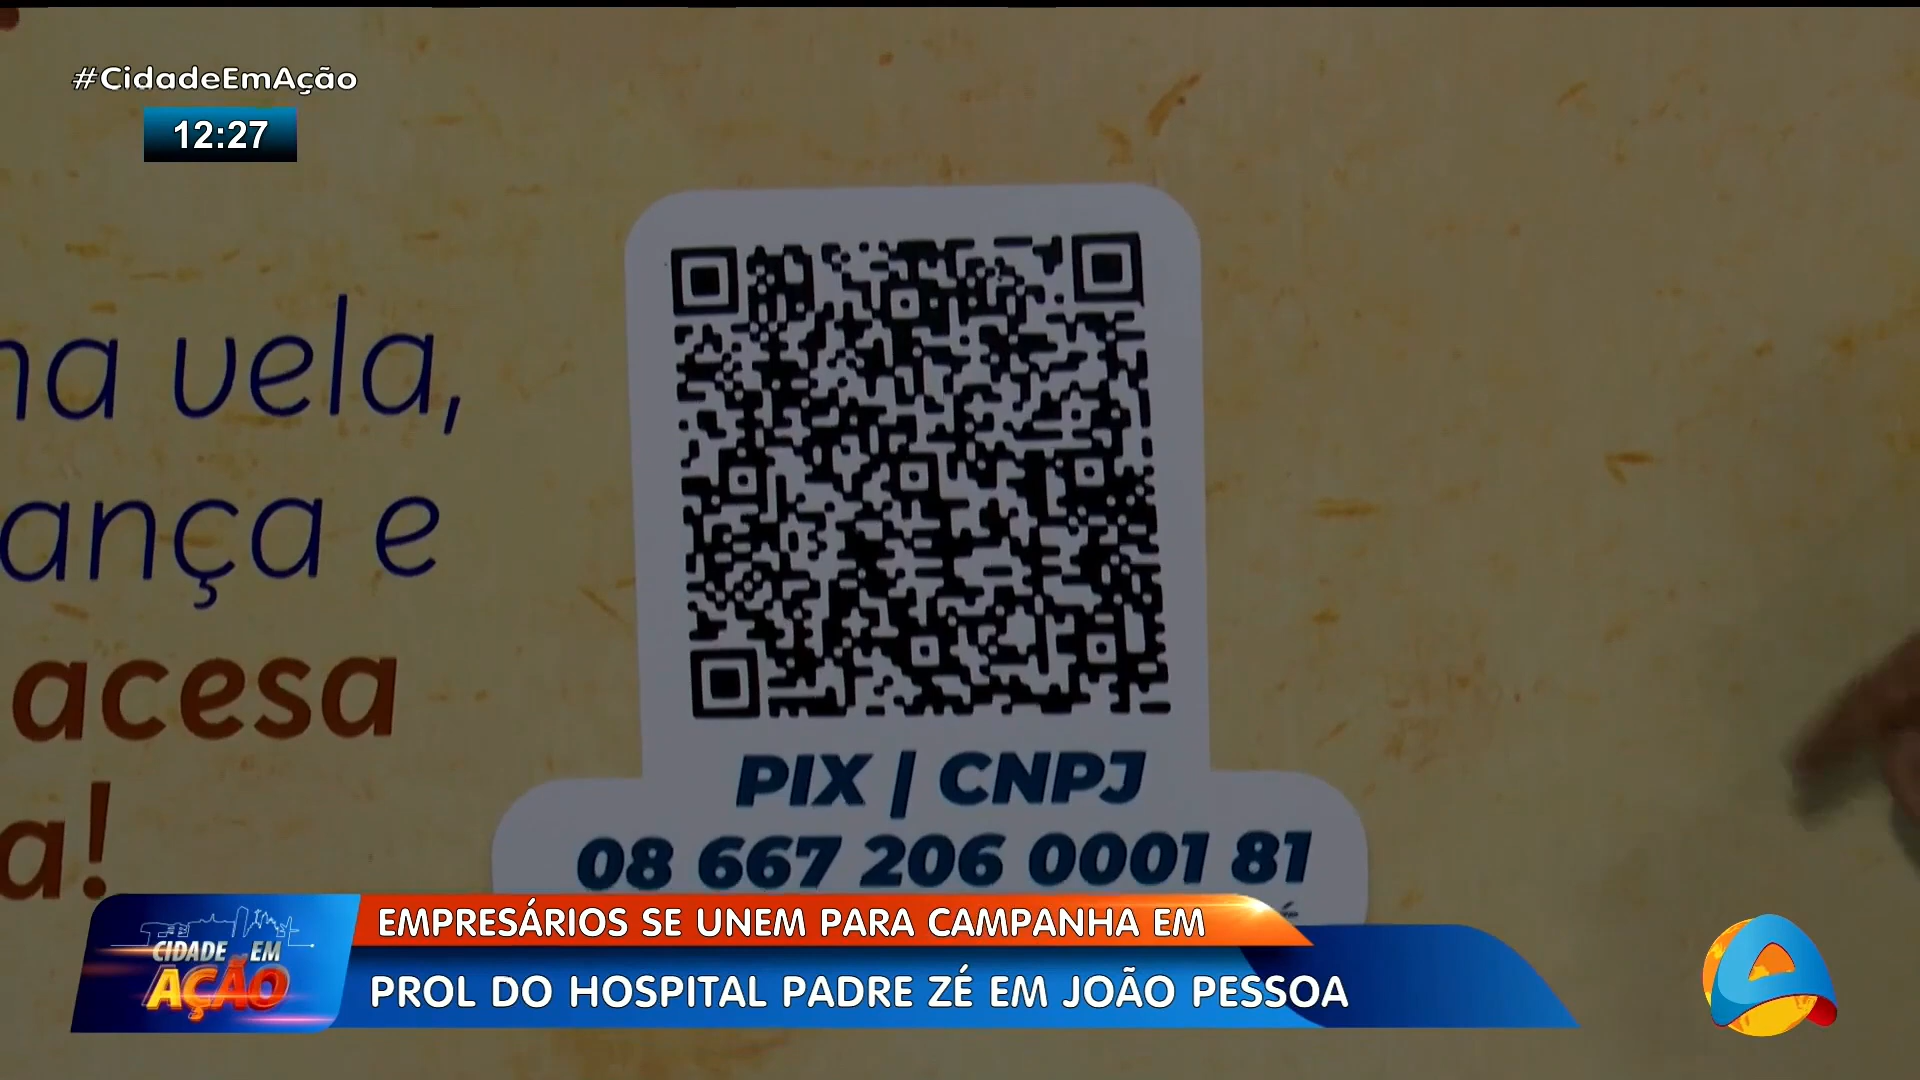 #CidadeEmAção
12:27
na vela,
ança e
acesa
a!
PIX | CNPJ
08 667 206 0001 81
EMPRESÁRIOS SE UNEM PARA CAMPANHA EM
PROL DO HOSPITAL PADRE ZÉ EM JOÃO PESSOA
CIDADE EM
AÇÃO